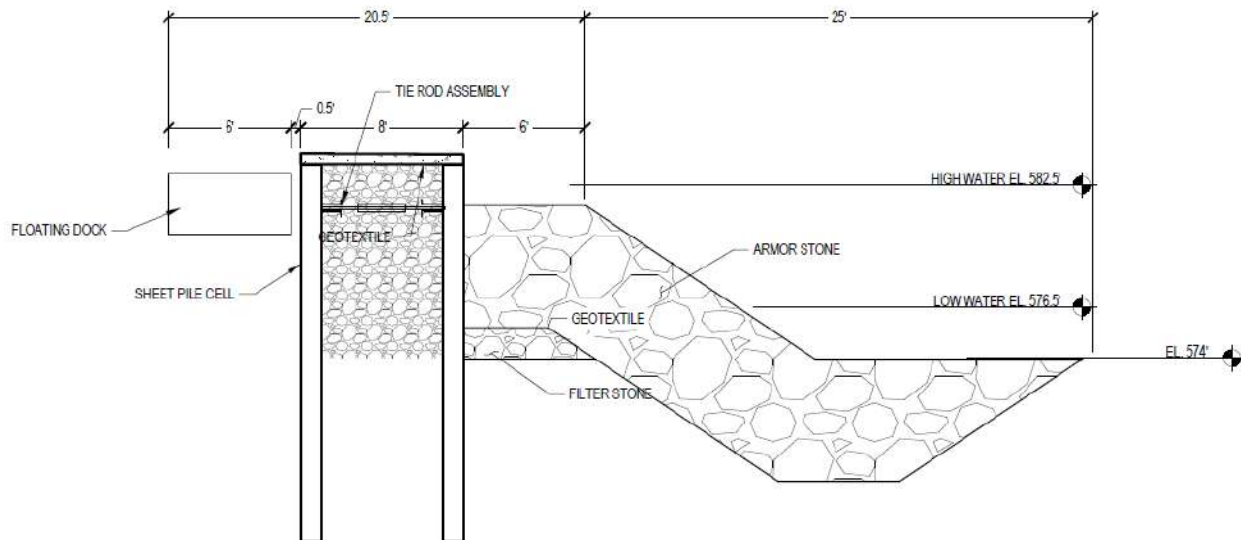 20.5'
25'
TIE ROD ASSEMBLY
0.5'
6'
8'
6'
HIGH WATER EL. 582.5'
FLOATING DOCK
GEOTEXTILE
ARMOR STONE
SHEET PILE CELL
LOW WATER EL. 576.5'
GEOTEXTILE
EL. 574'
FILTER STONE